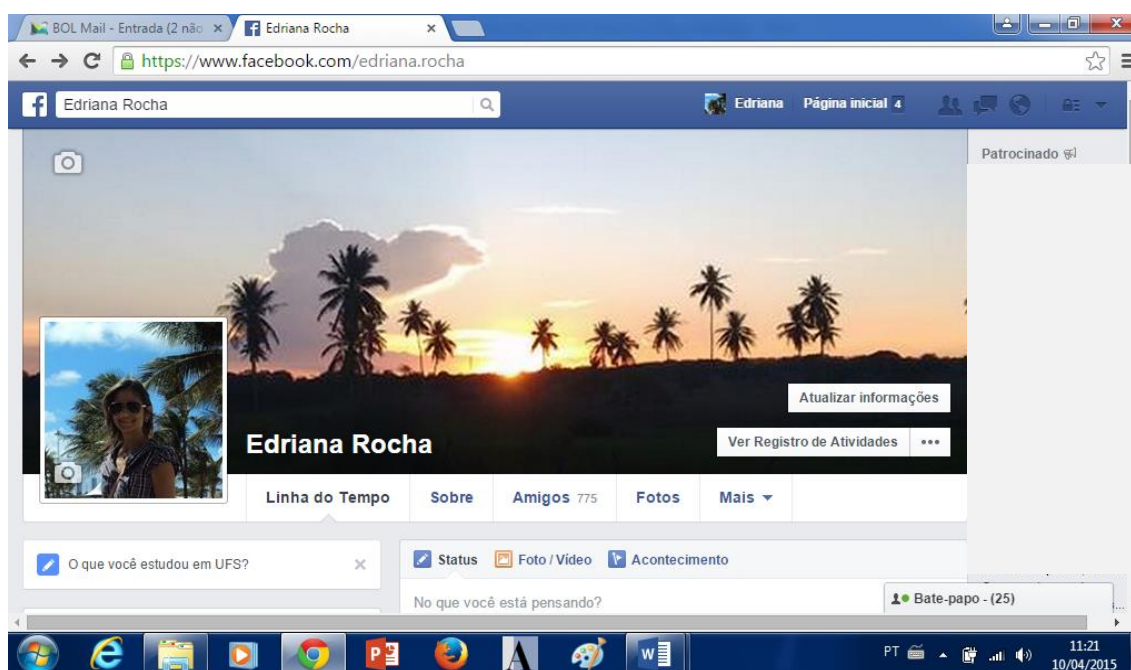 BOL Mail - Entrada (2 não
Edriana Rocha
https://www.facebook.com/edriana.rocha
Edriana Rocha
Edriana
Página inicial 4
Patrocinado
Atualizar informações
Edriana Rocha
Ver Registro de Atividades
Linha do Tempo
Sobre
Amigos 775
Fotos
Mais
O que você estudou em UFS?
Status
Foto / Vídeo
Acontecimento
No que você está pensando?
Bate-papo - (25)
PT
11:21
10/04/2015